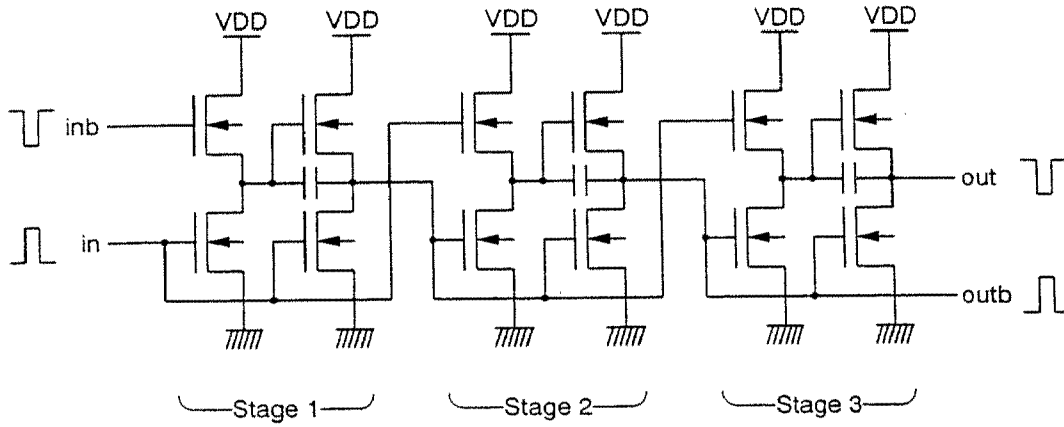 VDD VDD VDD VDD VDD VDD
inb
out
in
outb
Stage 1 Stage 2 Stage 3